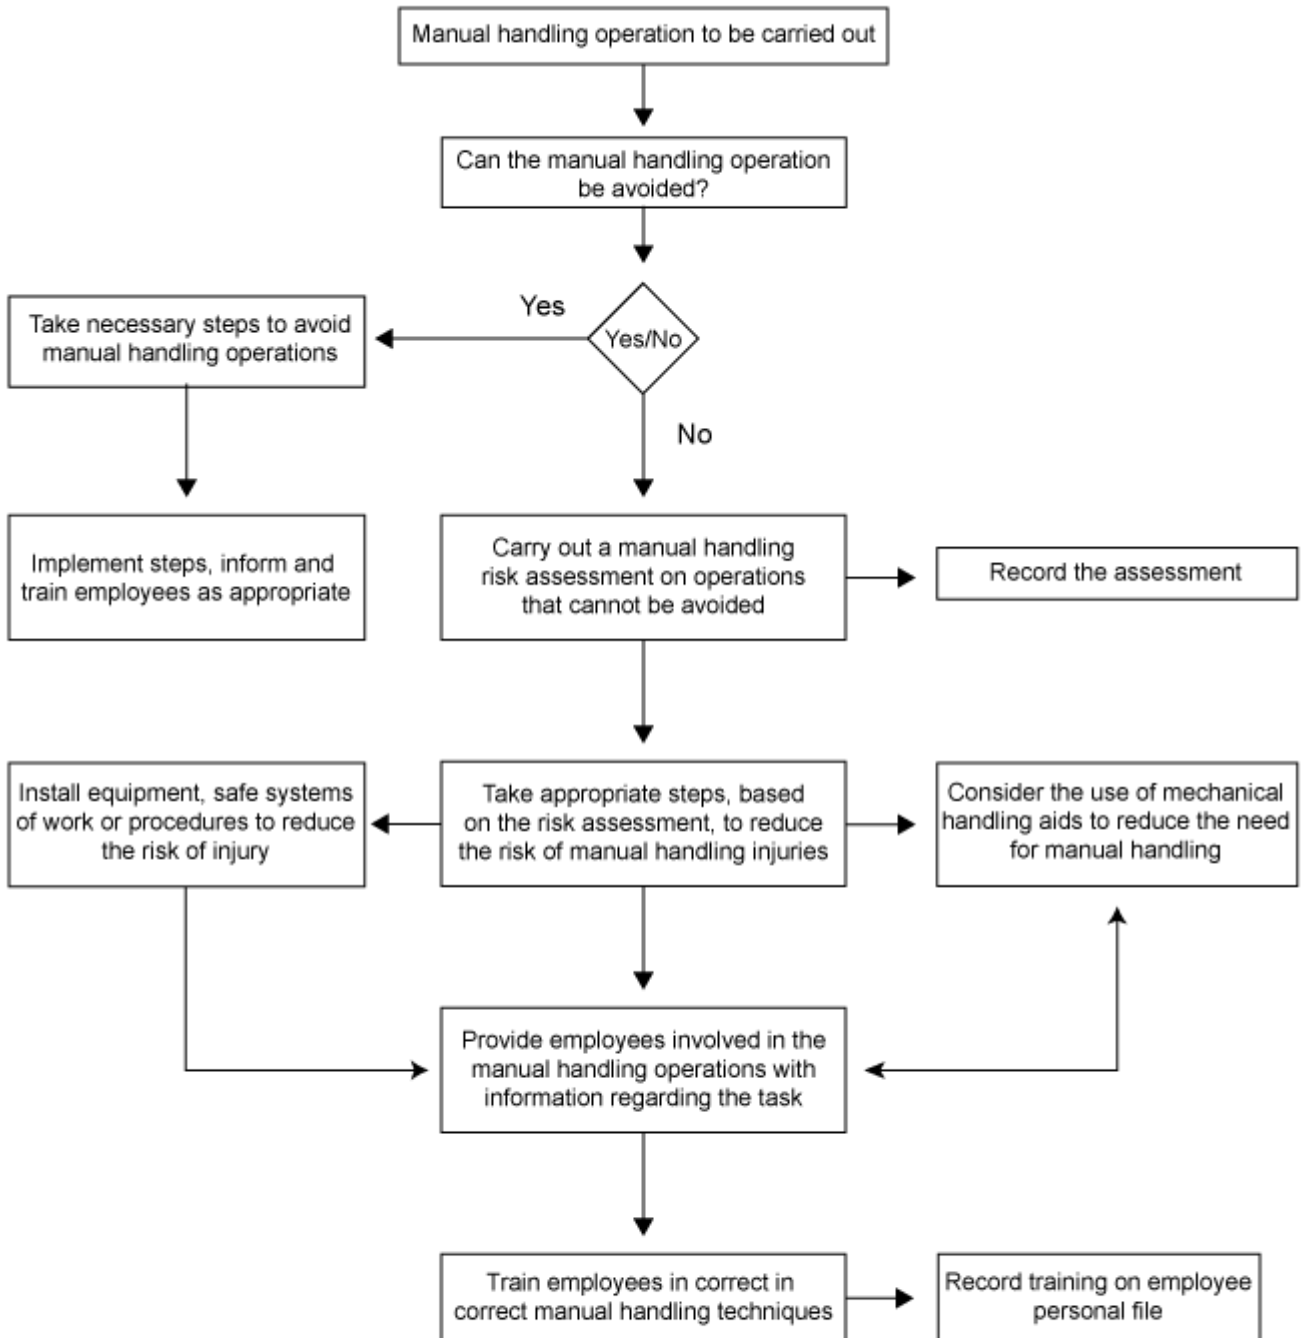 Manual handling operation to be carried out
Can the manual handling operation
be avoided?
Yes
Yes/No
Take necessary steps to avoid
manual handling operations
No
Implement steps, inform and
train employees as appropriate
Carry out a manual handling
risk assessment on operations
that cannot be avoided
Record the assessment
Install equipment, safe systems
of work or procedures to reduce
the risk of injury
Take appropriate steps, based
on the risk assessment, to reduce
the risk of manual handling injuries
Consider the use of mechanical
handling aids to reduce the need
for manual handling
Provide employees involved in the
manual handling operations with
information regarding the task
Train employees in correct in
correct manual handling techniques
Record training on employee
personal file